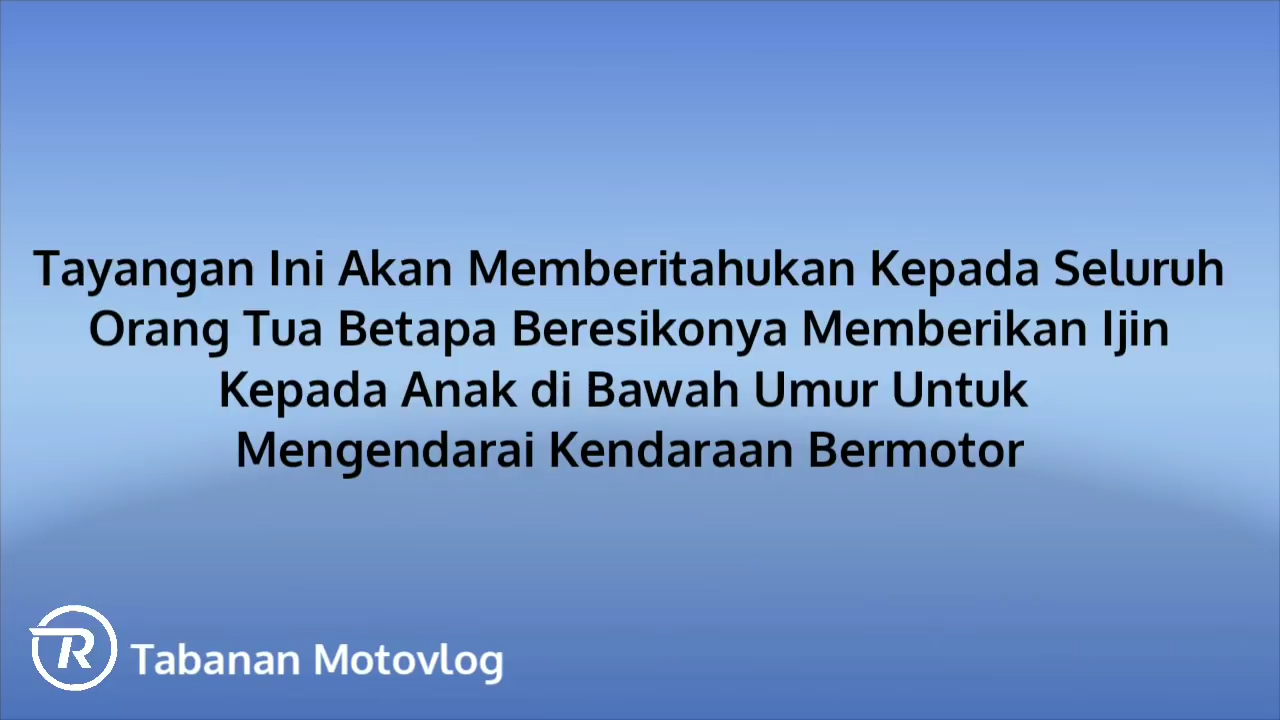 Tayangan Ini Akan Memberitahukan Kepada Seluruh
Orang Tua Betapa Beresikonya Memberikan Ijin
Kepada Anak di Bawah Umur Untuk
Mengendarai Kendaraan Bermotor
R
Tabanan Motovlog